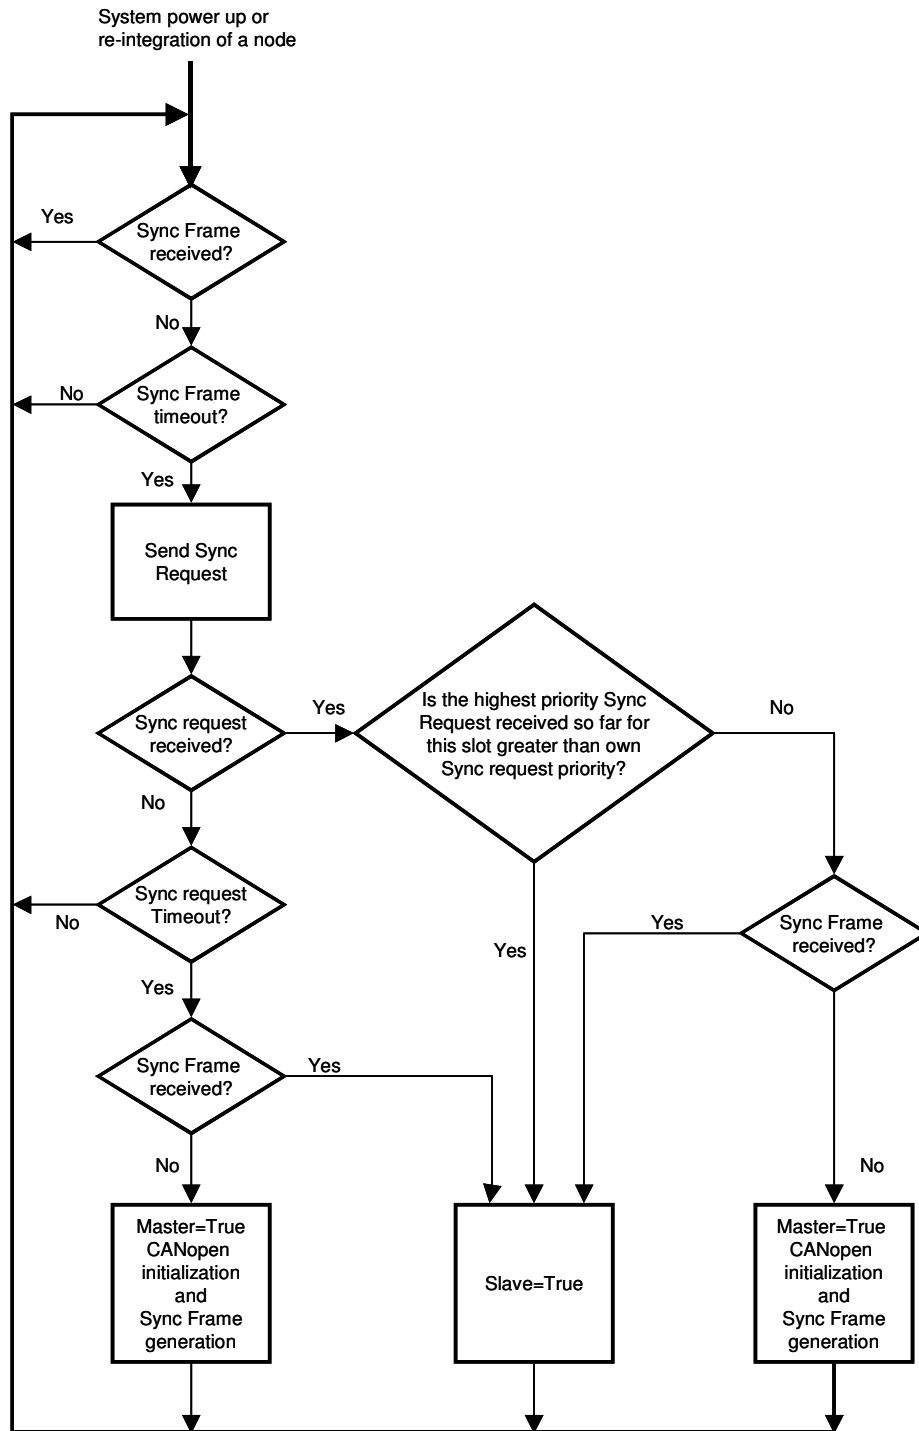 System power up or
re-integration of a node
Yes
Sync Frame
received?
No
No
Sync Frame
timeout?
Yes
Send Sync
Request
Sync request
received?
Yes
Is the highest priority Sync
Request received so far for
this slot greater than own
Sync request priority?
No
No
Sync request
Timeout?
No
Yes
Sync Frame
received?
Yes
Yes
Yes
Sync Frame
received?
Yes
No
No
Master=True
CANopen
initialization
and
Sync Frame
generation
Slave=True
Master=True
CANopen
initialization
and
Sync Frame
generation